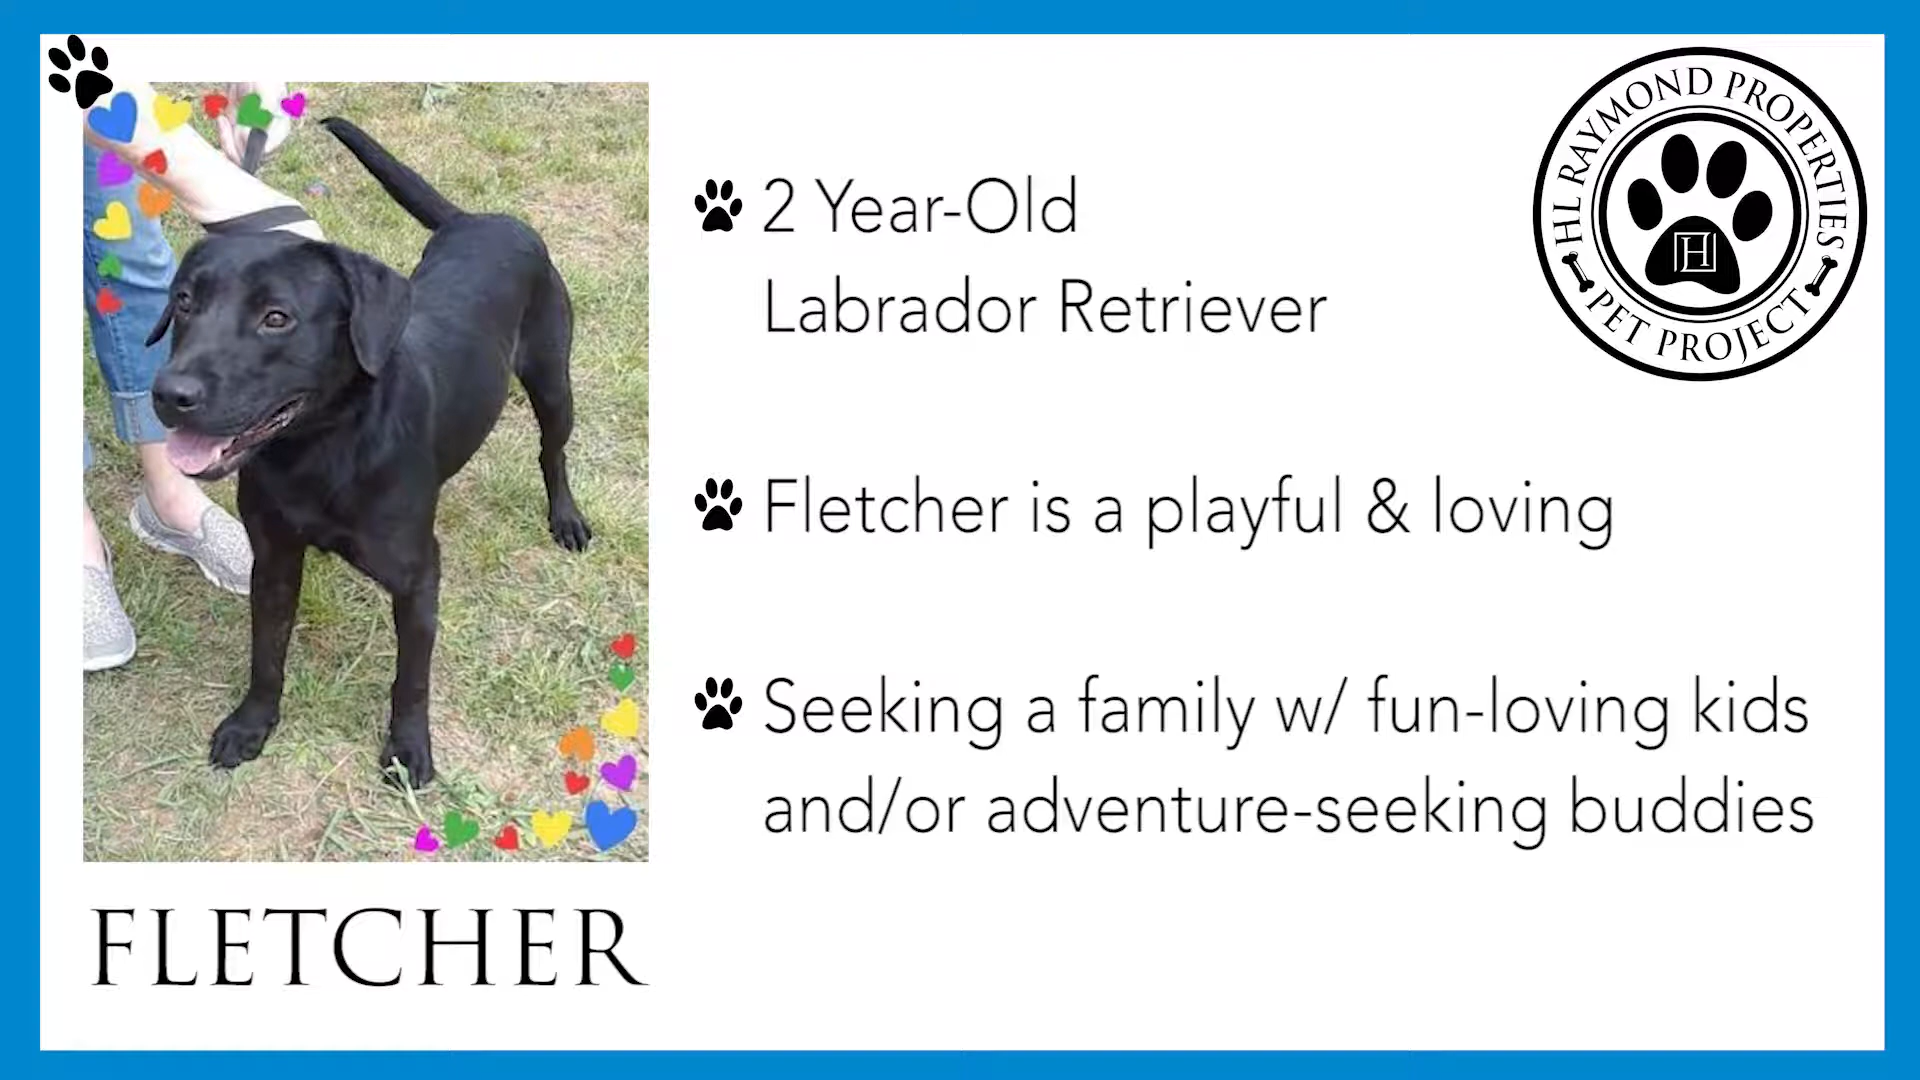 HL RAYMOND PROPERTIES
PET PROJECT
H
2 Year-Old
Labrador Retriever
Fletcher is a playful & loving
Seeking a family w/ fun-loving kids
and/or adventure-seeking buddies
FLETCHER